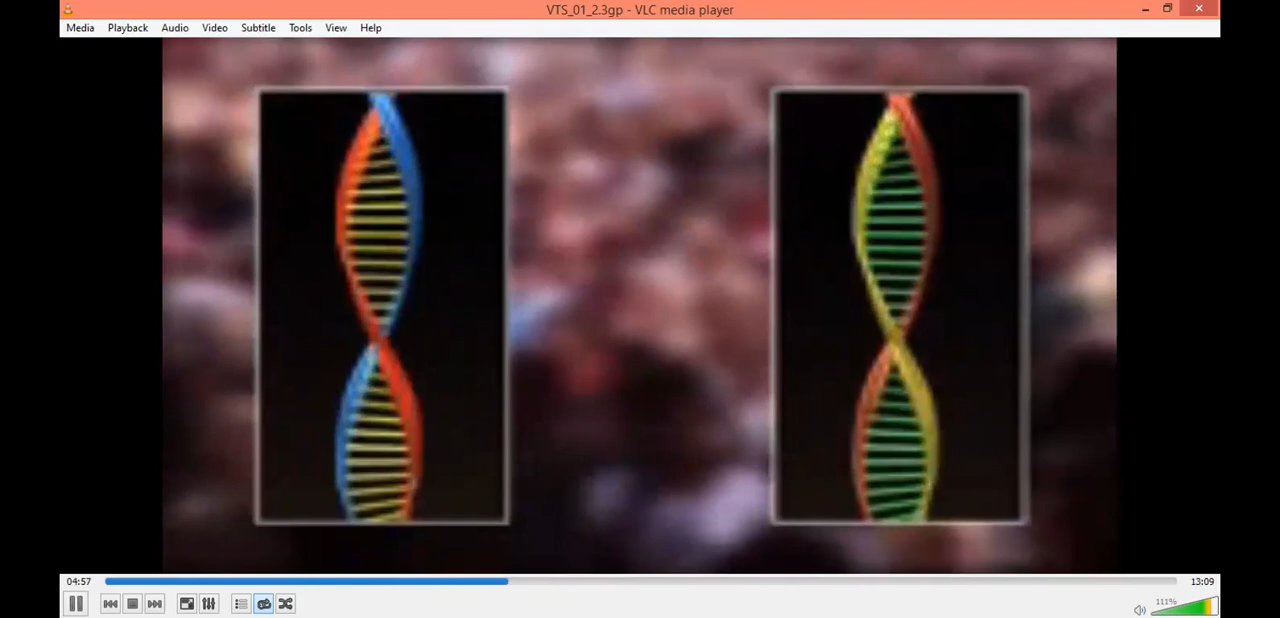 VTS_01_2.3gp - VLC media player
Media Playback Audio Video Subtitle Tools View Help
04:57 13:09
111%